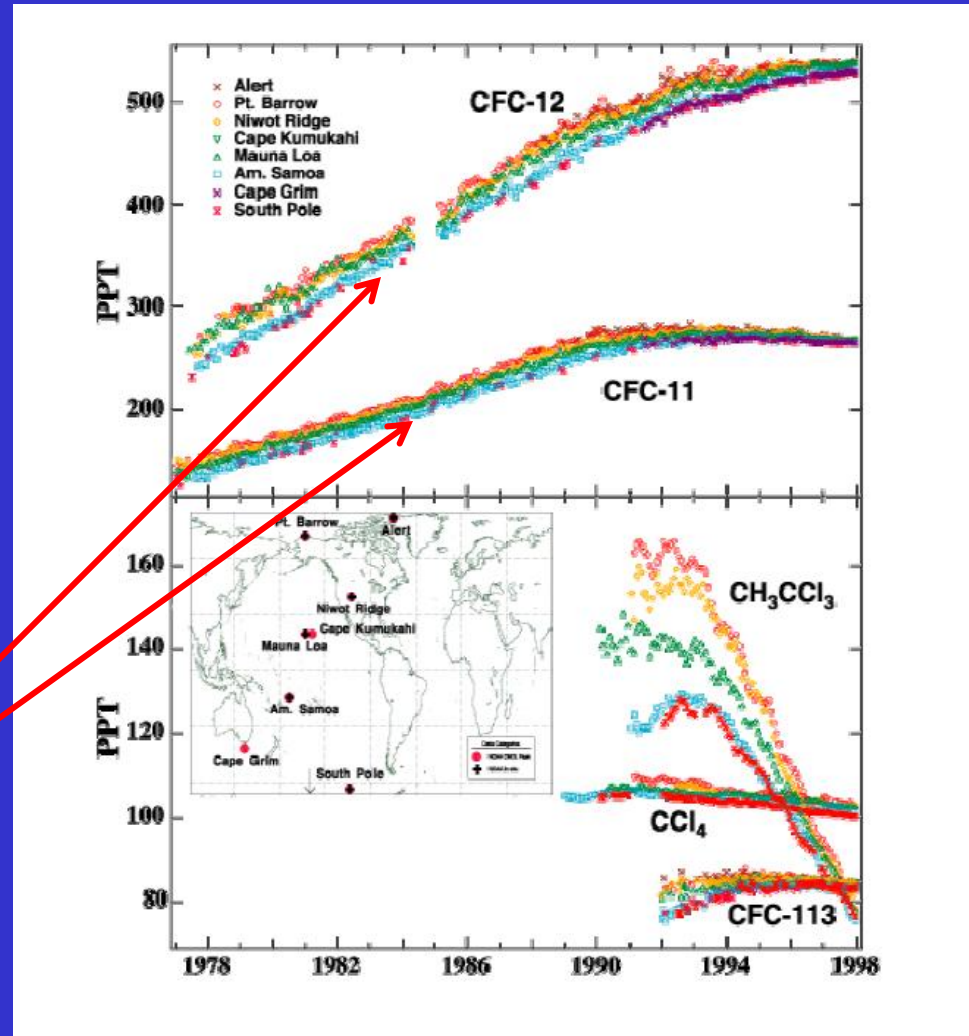 × Alert
○ Pt. Barrow
Niwot Ridge
▽ Cape Kumukahi
△ Mauna Loa
□ Am. Samoa
Cape Grim
South Pole
CFC-12
500
400
PPT
300
200
CFC-11
Pt. Barrow
Alert
Niwot Ridge
Cape Kumukahi
Mauna Loa
Am. Samoa
Cape Grim
South Pole
160
CH₃CCl₃
140
PPT
120
100
CCl₄
80
CFC-113
1978 1982 1986 1990 1994 1998